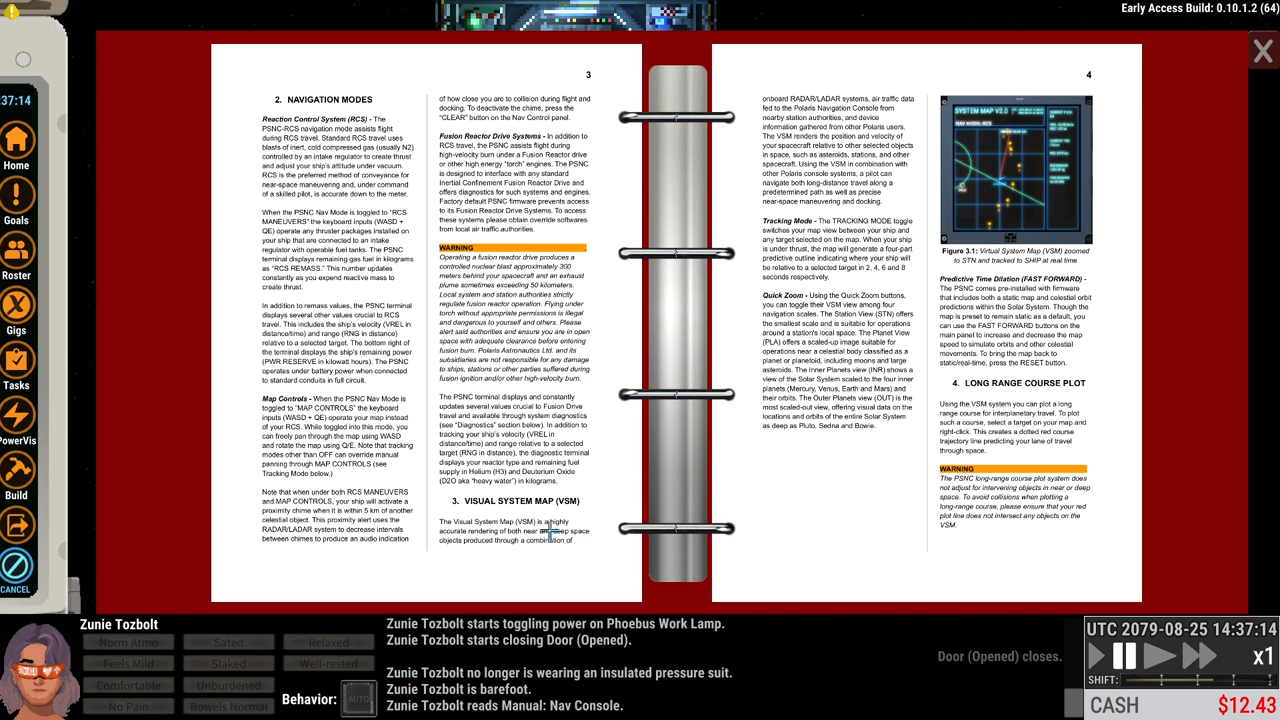 Early Access Build: 0.10.1.2 (64)
37:14
Home
Goals
Roster
Gigs
Tasks
PowerVis
Build
CANCEL
3
2. NAVIGATION MODES
Reaction Control System (RCS) - The
PSNC-RCS navigation mode assists flight
during RCS travel. Standard RCS travel uses
blasts of inert, cold compressed gas (usually N2)
controlled by an intake regulator to create thrust
and adjust your ship's attitude under vacuum.
RCS is the preferred method of conveyance for
near-space maneuvering and, under command
of a skilled pilot, is accurate down to the meter.
When the PSNC Nav Mode is toggled to "RCS
MANEUVERS" the keyboard inputs (WASD +
QE) operate any thruster packages installed on
your ship that are connected to an intake
regulator with operable fuel tanks. The PSNC
terminal displays remaining gas fuel in kilograms
as "RCS REMASS." This number updates
constantly as you expend reactive mass to
create thrust.
In addition to remass values, the PSNC terminal
displays several other values crucial to RCS
travel. This includes the ship's velocity (VREL in
distance/time) and range (RNG in distance)
relative to a selected target. The bottom right of
the terminal displays the ship's remaining power
(PWR RESERVE in kilowatt hours). The PSNC
operates under battery power when connected
to standard conduits in full circuit.
Map Controls - When the PSNC Nav Mode is
toggled to "MAP CONTROLS" the keyboard
inputs (WASD + QE) operate your map instead
of your RCS. While toggled into this mode, you
can freely pan through the map using WASD
and rotate the map using Q/E. Note that tracking
modes other than OFF can override manual
panning through MAP CONTROLS (see
Tracking Mode below.)
Note that when under both RCS MANEUVERS
and MAP CONTROLS, your ship will activate a
proximity chime when it is within 5 km of another
celestial object. This proximity alert uses the
RADAR/LADAR system to decrease intervals
between chimes to produce an audio indication
of how close you are to collision during flight and
docking. To deactivate the chime, press the
"CLEAR" button on the Nav Control panel.
Fusion Reactor Drive Systems - In addition to
RCS travel, the PSNC assists flight during
high-velocity burn under a Fusion Reactor drive
or other high energy "torch" engines. The PSNC
is designed to interface with any standard
Inertial Confinement Fusion Reactor Drive and
offers diagnostics for such systems and engines.
Factory default PSNC firmware prevents access
to its Fusion Reactor Drive Systems. To access
these systems please obtain override softwares
from local air traffic authorities.
WARNING
Operating a fusion reactor drive produces a
controlled nuclear blast approximately 300
meters behind your spacecraft and an exhaust
plume sometimes exceeding 50 kilometers.
Local system and station authorities strictly
regulate fusion reactor operation. Flying under
torch without appropriate permissions is illegal
and dangerous to yourself and others. Please
alert said authorities and ensure you are in open
space with adequate clearance before entering
fusion burn. Polaris Astronautics Ltd. and its
subsidiaries are not responsible for any damage
to ships, stations or other parties suffered during
fusion ignition and/or other high-velocity burn.
The PSNC terminal displays and constantly
updates several values crucial to Fusion Drive
travel and available through system diagnostics
(see "Diagnostics" section below). In addition to
tracking your ship's velocity (VREL in
distance/time) and range relative to a selected
target (RNG in distance), the diagnostic terminal
displays your reactor type and remaining fuel
supply in Helium (H3) and Deuterium Oxide
(D2O aka "heavy water") in kilograms.
3. VISUAL SYSTEM MAP (VSM)
The Visual System Map (VSM) is a highly
accurate rendering of both near and deep space
objects produced through a combination of
4
onboard RADAR/LADAR systems, air traffic data
fed to the Polaris Navigation Console from
nearby station authorities, and device
information gathered from other Polaris users.
The VSM renders the position and velocity of
your spacecraft relative to other selected objects
in space, such as asteroids, stations, and other
spacecraft. Using the VSM in combination with
other Polaris console systems, a pilot can
navigate both long-distance travel along a
predetermined path as well as precise
near-space maneuvering and docking.
Tracking Mode - The TRACKING MODE toggle
switches your map view between your ship and
any target selected on the map. When your ship
is under thrust, the map will generate a four-part
predictive outline indicating where your ship will
be relative to a selected target in 2, 4, 6 and 8
seconds respectively.
Quick Zoom - Using the Quick Zoom buttons,
you can toggle their VSM view among four
navigation scales. The Station View (STN) offers
the smallest scale and is suitable for operations
around a station's local space. The Planet View
(PLA) offers a scaled-up image suitable for
operations near a celestial body classified as a
planet or planetoid, including moons and large
asteroids. The Inner Planets view (INR) shows a
view of the Solar System scaled to the four inner
planets (Mercury, Venus, Earth and Mars) and
their orbits. The Outer Planets view (OUT) is the
most scaled-out view, offering visual data on the
locations and orbits of the entire Solar System
as deep as Pluto, Sedna and Bowie.
SYSTEM MAP V2.0
NAV MODE: RCS
Figure 3.1: Virtual System Map (VSM) zoomed
to STN and tracked to SHIP at real time
Predictive Time Dilation (FAST FORWARD) -
The PSNC comes pre-installed with firmware
that includes both a static map and celestial orbit
predictions within the Solar System. Though the
map is preset to remain static as a default, you
can use the FAST FORWARD buttons on the
main panel to increase and decrease the map
speed to simulate orbits and other celestial
movements. To bring the map back to
static/real-time, press the RESET button.
4. LONG RANGE COURSE PLOT
Using the VSM system you can plot a long
range course for interplanetary travel. To plot
such a course, select a target on your map and
right-click. This creates a dotted red course
trajectory line predicting your lane of travel
through space.
WARNING
The PSNC long-range course plot system does
not adjust for intervening objects in near or deep
space. To avoid collisions when plotting a
long-range course, please ensure that your red
plot line does not intersect any objects on the
VSM.
Zunie Tozbolt
Norm Atmo
Sated
Relaxed
Feels Mild
Slaked
Well-rested
Comfortable
Unburdened
No Pain
Bowels Normal
Behavior:
AUTO
Zunie Tozbolt starts toggling power on Phoebus Work Lamp.
Zunie Tozbolt starts closing Door (Opened).
Door (Opened) closes.
Zunie Tozbolt no longer is wearing an insulated pressure suit.
Zunie Tozbolt is barefoot.
Zunie Tozbolt reads Manual: Nav Console.
UTC 2079-08-25 14:37:14
x1
SHIFT:
CASH
$12.43